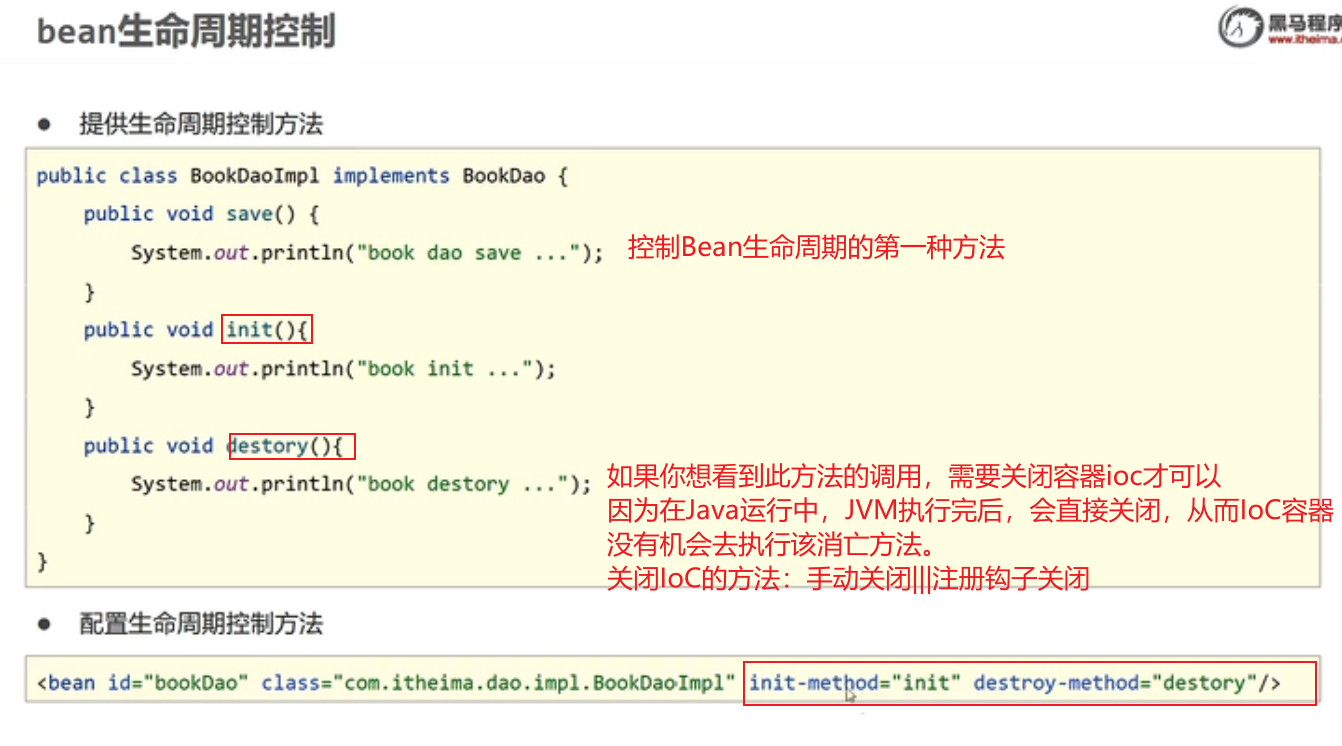 bean生命周期控制
黑马程序
www.itheima.
● 提供生命周期控制方法
public class BookDaoImpl implements BookDao {
public void save() {
System.out.println("book dao save ...");
控制Bean生命周期的第一种方法
}
public void init(){
System.out.println("book init ...");
}
public void destory(){
System.out.println("book destory ...");
}
}
如果你想看到此方法的调用，需要关闭容器ioc才可以
因为在Java运行中，JVM执行完后，会直接关闭，从而IoC容器
没有机会去执行该消亡方法。
关闭IoC的方法：手动关闭|||注册钩子关闭
● 配置生命周期控制方法
<bean id="bookDao" class="com.itheima.dao.impl.BookDaoImpl" init-method="init" destroy-method="destory"/>